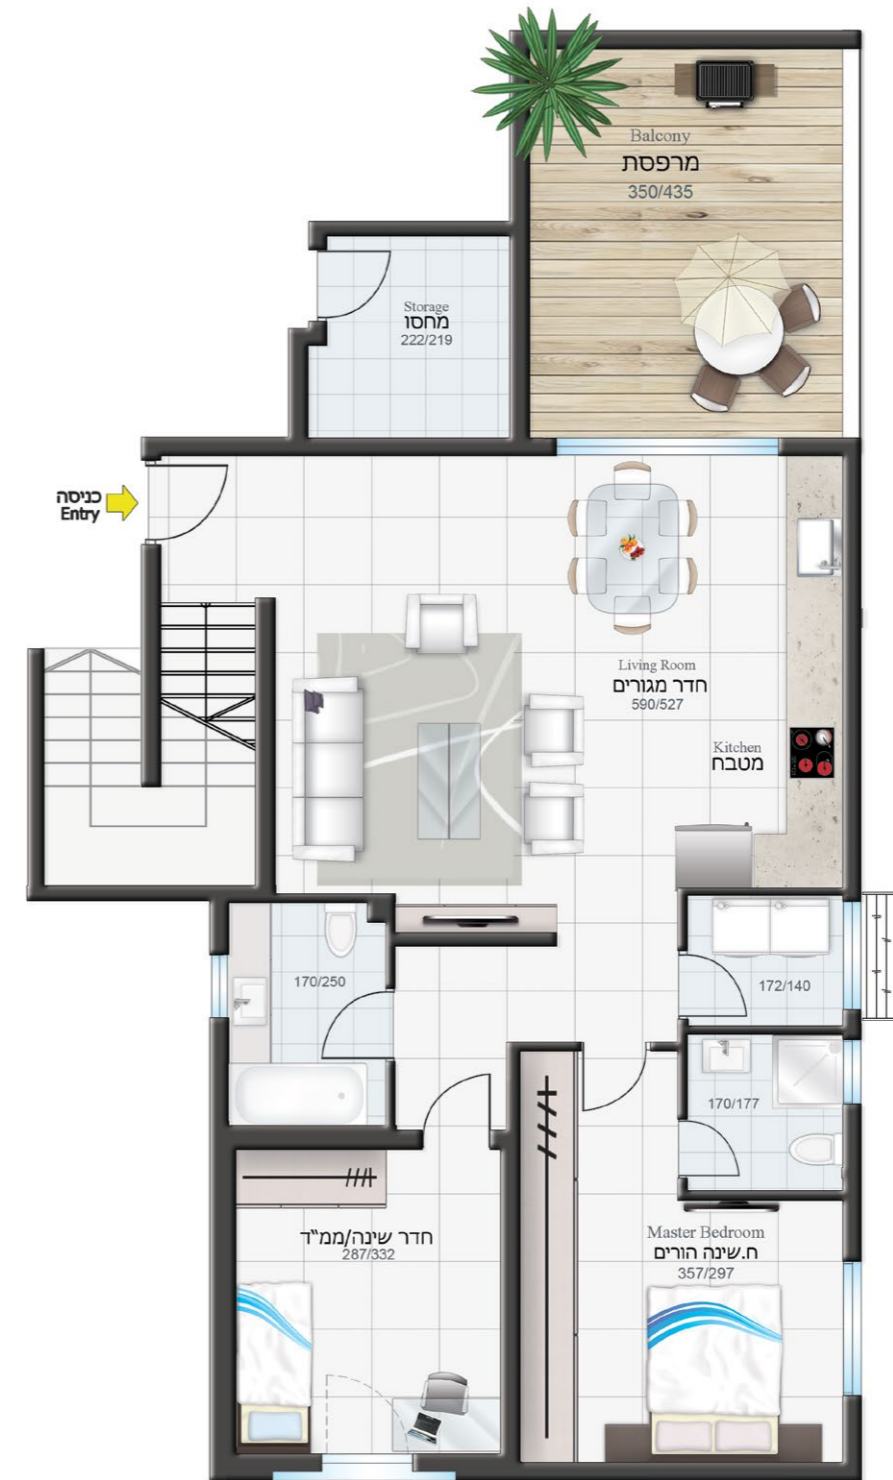 Balcony
מרפסת
350/435
Storage
מחסו
222/219
כניסה
Entry
Living Room
חדר מגורים
590/527
Kitchen
מטבח
170/250
172/140
170/177
חדר שינה/ממ"ד
287/332
Master Bedroom
ח.שינה הורים
357/297